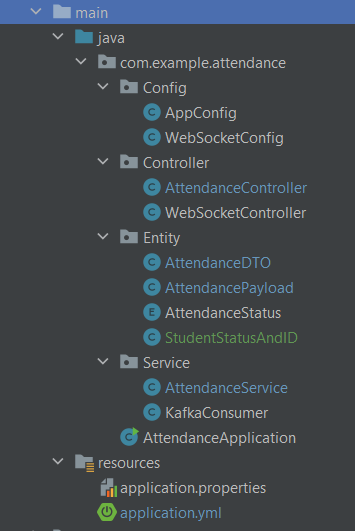 main
java
com.example.attendance
Config
AppConfig
WebSocketConfig
Controller
AttendanceController
WebSocketController
Entity
AttendanceDTO
AttendancePayload
AttendanceStatus
StudentStatusAndID
Service
AttendanceService
KafkaConsumer
AttendanceApplication
resources
application.properties
application.yml